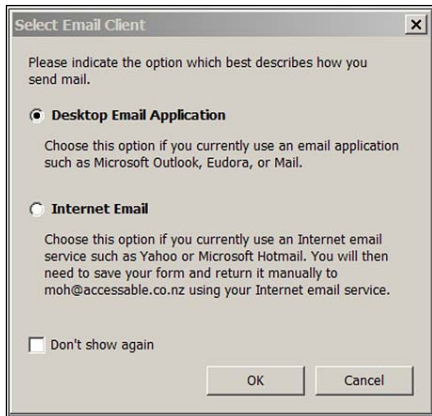 Select Email Client
Please indicate the option which best describes how you
send mail.
Desktop Email Application
Choose this option if you currently use an email application
such as Microsoft Outlook, Eudora, or Mail.
Internet Email
Choose this option if you currently use an Internet email
service such as Yahoo or Microsoft Hotmail. You will then
need to save your form and return it manually to
moh@accessable.co.nz using your Internet email service.
Don't show again
OK Cancel